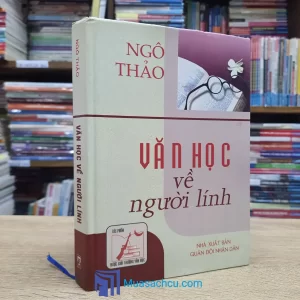 NGÔ THẢO
VĂN HỌC VỀ NGƯỜI LÍNH
NGÔ
THẢO
VĂN HỌC
về
người lính
NHÀ XUẤT BẢN
QUÂN ĐỘI NHÂN DÂN
Muasachcu.com